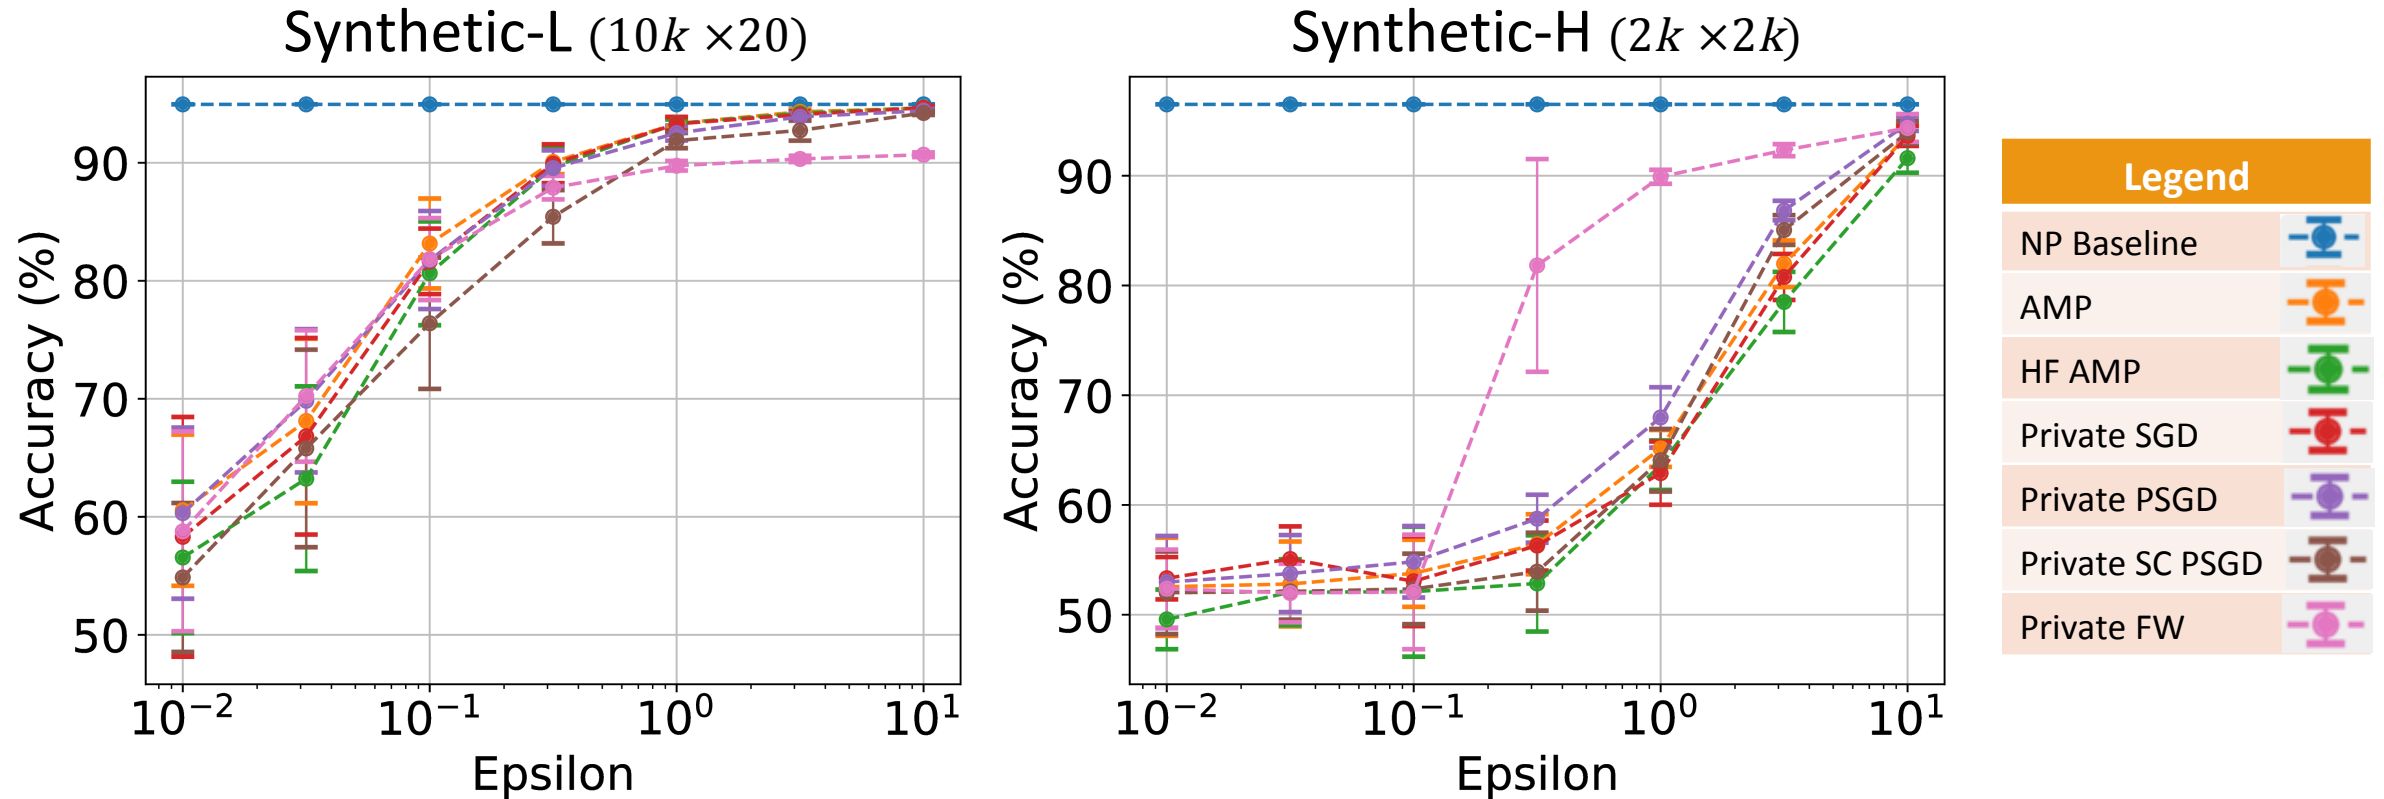 Synthetic-L (10k ×20)
Accuracy (%)
90
80
70
60
50
10⁻²
10⁻¹
10⁰
10¹
Epsilon
Synthetic-H (2k ×2k)
Accuracy (%)
90
80
70
60
50
10⁻²
10⁻¹
10⁰
10¹
Epsilon
Legend
NP Baseline
AMP
HF AMP
Private SGD
Private PSGD
Private SC PSGD
Private FW